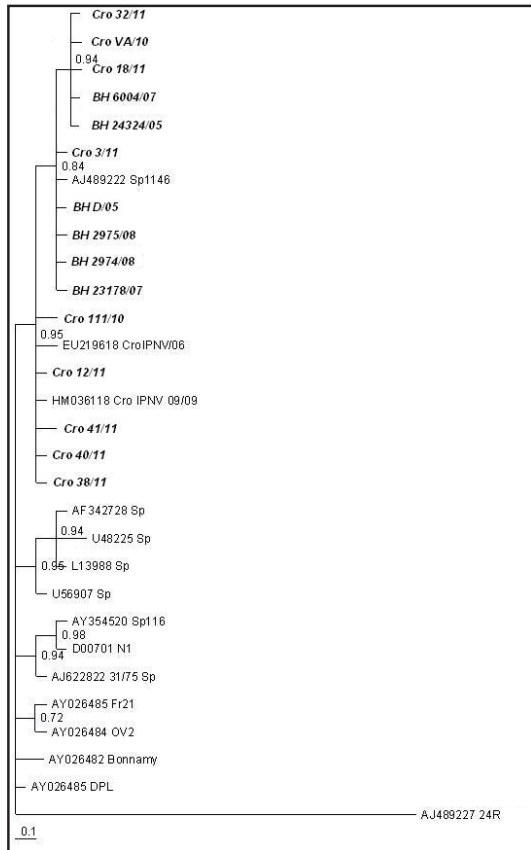 Cro 32/11
Cro VA/10
0.94
Cro 18/11
BH 6004/07
BH 24324/05
Cro 3/11
0.84
AJ489222 Sp1146
BH D/05
BH 2975/08
BH 2974/08
BH 23178/07
Cro 111/10
0.95
EU219618 CroIPNV/06
Cro 12/11
HM036118 Cro IPNV 09/09
Cro 41/11
Cro 40/11
Cro 38/11
AF342728 Sp
0.94
U48225 Sp
0.95
L13988 Sp
U56907 Sp
AY354520 Sp116
0.98
D00701 N1
0.94
AJ622822 31/75 Sp
AY026485 Fr21
0.72
AY026484 OV2
AY026482 Bonnamy
AY026485 DPL
AJ489227 24R
0.1